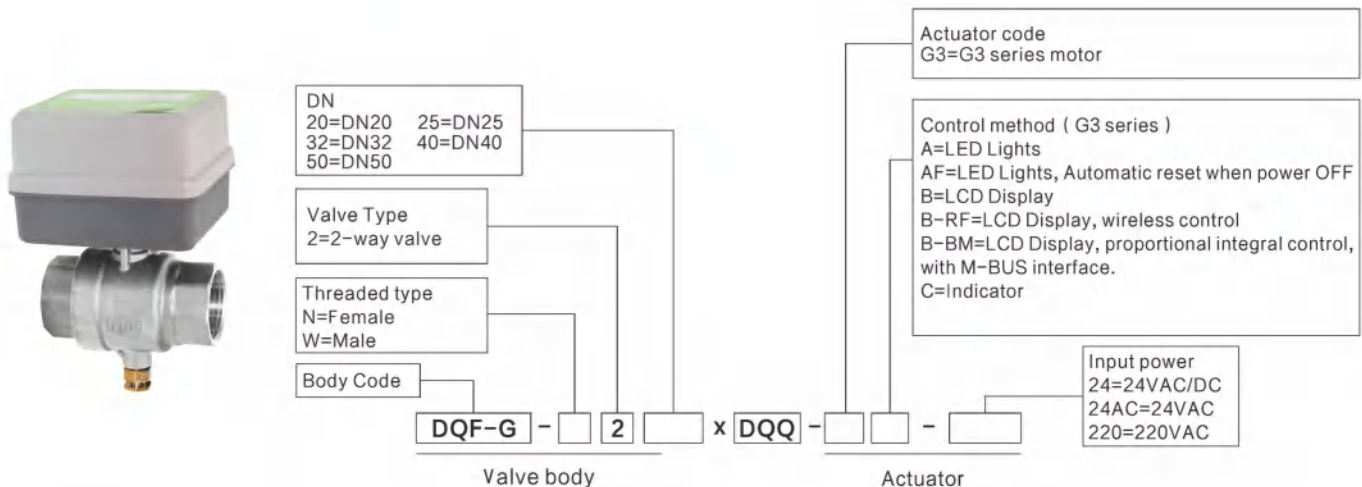 Actuator code
G3=G3 series motor
DN
20=DN20 25=DN25
32=DN32 40=DN40
50=DN50
Control method ( G3 series )
A=LED Lights
AF=LED Lights, Automatic reset when power OFF
B=LCD Display
B-RF=LCD Display, wireless control
B-BM=LCD Display, proportional integral control,
with M-BUS interface.
C=Indicator
Valve Type
2=2-way valve
Threaded type
N=Female
W=Male
Input power
24=24VAC/DC
24AC=24VAC
220=220VAC
Body Code
DQF-G - 2 x DQQ - -
Valve body Actuator